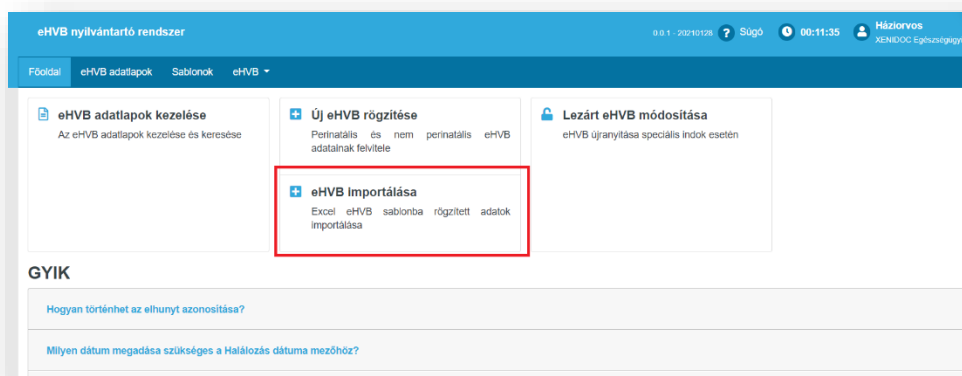 eHVB nyilvántartó rendszer
0.0.1 - 20210128 Súgó 00:11:35 Háziorvos
XENIDOC Egészségügyi
Főoldal eHVB adatlapok Sablonok eHVB
eHVB adatlapok kezelése
Az eHVB adatlapok kezelése és keresése
Új eHVB rögzítése
Perinatális és nem perinatális eHVB
adatainak felvitele
Lezárt eHVB módosítása
eHVB újranyitása speciális indok esetén
eHVB importálása
Excel eHVB sablonba rögzített adatok
importálása
GYIK
Hogyan történhet az elhunyt azonosítása?
Milyen dátum megadása szükséges a Halálozás dátuma mezőhöz?